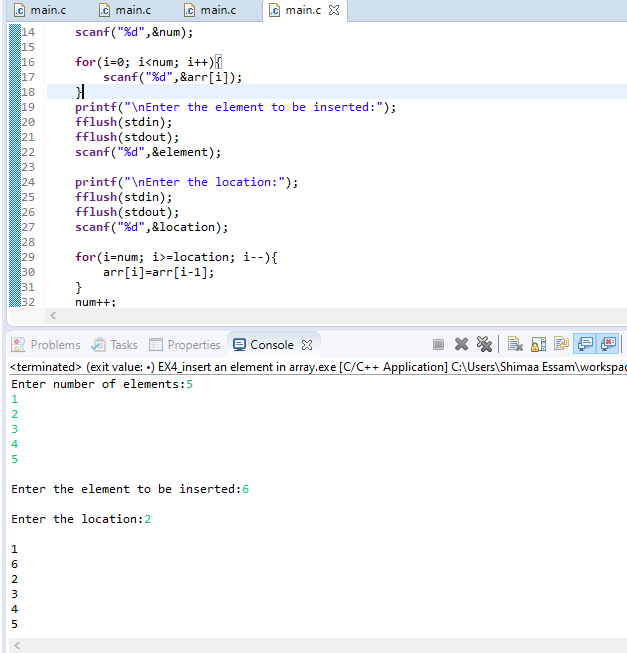 main.c main.c main.c main.c
14 scanf("%d",&num);
15
16 for(i=0; i<num; i++){
17 scanf("%d",&arr[i]);
18 }
19 printf("\nEnter the element to be inserted:");
20 fflush(stdin);
21 fflush(stdout);
22 scanf("%d",&element);
23
24 printf("\nEnter the location:");
25 fflush(stdin);
26 fflush(stdout);
27 scanf("%d",&location);
28
29 for(i=num; i>=location; i--){
30 arr[i]=arr[i-1];
31 }
32 num++;
Problems Tasks Properties Console
<terminated> (exit value: •) EX4_insert an element in array.exe [C/C++ Application] C:\Users\Shimaa Essam\workspac
Enter number of elements:5
1
2
3
4
5
Enter the element to be inserted:6
Enter the location:2
1
6
2
3
4
5